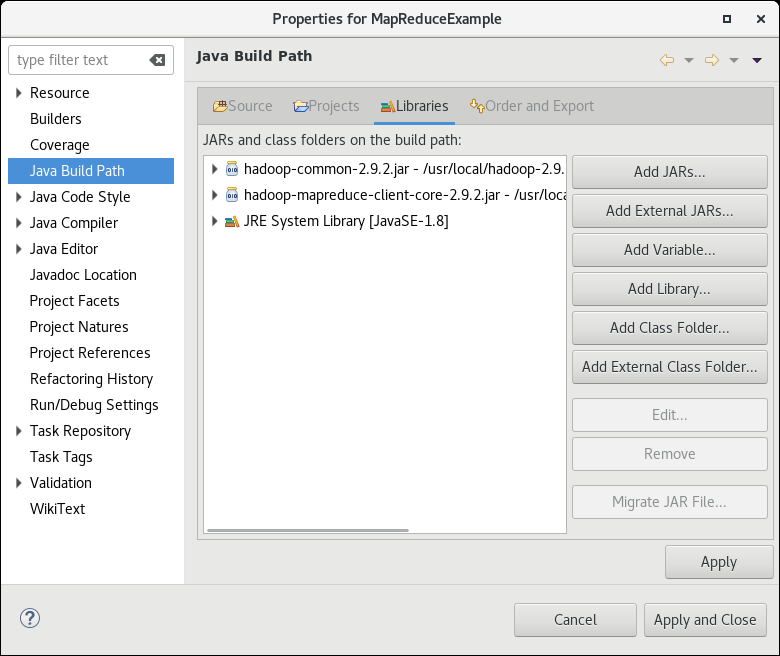 Properties for MapReduceExample
type filter text
Java Build Path
Resource
Builders
Coverage
Java Build Path
Java Code Style
Java Compiler
Java Editor
Javadoc Location
Project Facets
Project Natures
Project References
Refactoring History
Run/Debug Settings
Task Repository
Task Tags
Validation
WikiText
Source
Projects
Libraries
Order and Export
JARs and class folders on the build path:
hadoop-common-2.9.2.jar - /usr/local/hadoop-2.9.
hadoop-mapreduce-client-core-2.9.2.jar - /usr/loca
JRE System Library [JavaSE-1.8]
Add JARs...
Add External JARs...
Add Variable...
Add Library...
Add Class Folder...
Add External Class Folder...
Edit...
Remove
Migrate JAR File...
Apply
?
Cancel
Apply and Close